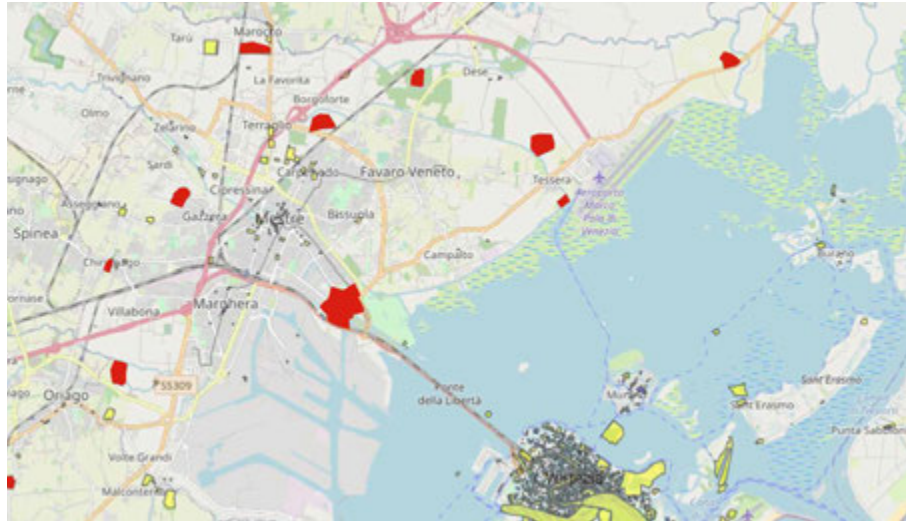 Tarù
Marocco
Trivignano
La Favorita
Dese
Borgoforte
Olmo
Zelarino
Terraglio
Sardi
Carpenedo
Favaro Veneto
Tessera
Cipressina
Asseggiano
Gazzera
Mestre
Bissuola
Aeroporto
Marco
Polo di
Venezia
Spinea
Campalto
Burano
Chirignago
Marghera
Villabona
SS309
Oriago
Ponte
della Libertà
Murano
Sant'Erasmo
Sant'Erasmo
Punta Sabbioni
Volte Grandi
Malcontenta
Venezia